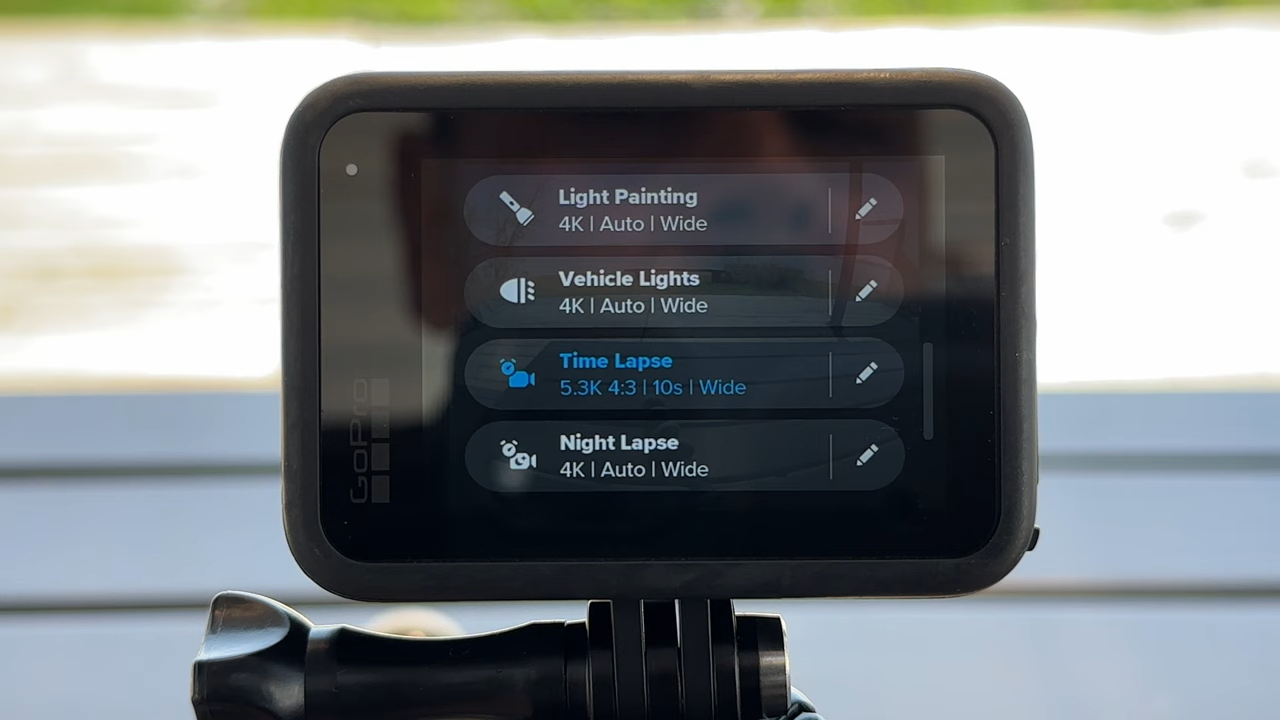 Light Painting
4K | Auto | Wide
Vehicle Lights
4K | Auto | Wide
Time Lapse
5.3K 4:3 | 10s | Wide
Night Lapse
4K | Auto | Wide
GoPro